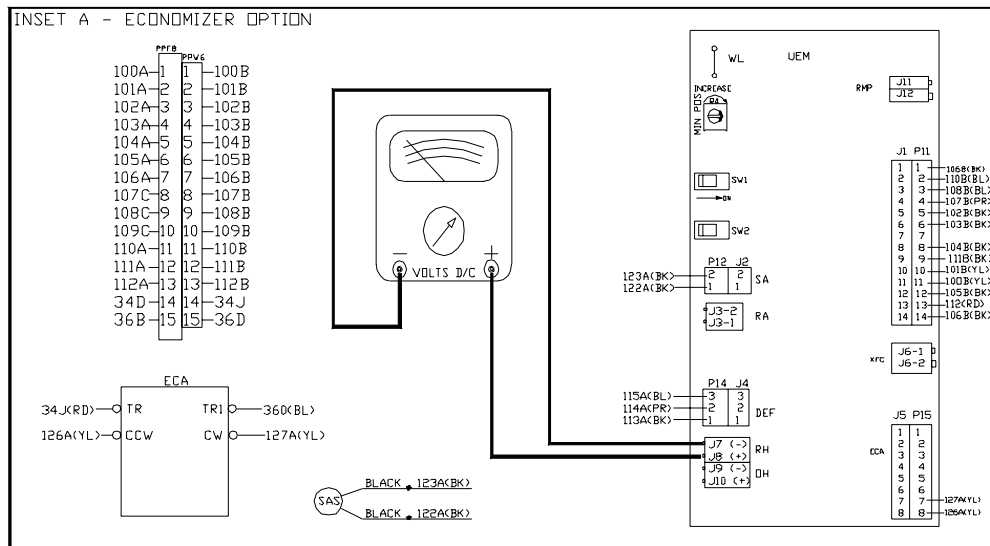 INSET A - ECONOMIZER OPTION
100A 1 1 100B
101A 2 2 101B
102A 3 3 102B
103A 4 4 103B
104A 5 5 104B
105A 6 6 105B
106A 7 7 106B
107C 8 8 107B
108C 9 9 108B
109C 10 10 109B
110A 11 11 110B
111A 12 12 111B
112A 13 13 112B
34D 14 14 34J
36B 15 15 36D
ECA
34J(RD) TR TR1 360(BL)
126A(YL) CCW CW 127A(YL)
SAS
BLACK 123A(BK)
BLACK 122A(BK)
- +
VOLTS D/C
WL UEM
INCREASE
R4
MIN POS
RMP
J11
J12
SW1
ON
SW2
P12 J2
123A(BK) 2 2
122A(BK) 1 1
SA
J3-2
J3-1
RA
P14 J4
115A(BL) 3 3
114A(PR) 2 2
113A(BK) 1 1
DEF
J7 (-)
J8 (+)
RH
J9 (-)
J10 (+)
OH
J1 P11
1 1 106B(BK)
2 2 110B(BL)
3 3 108B(BL)
4 4 107B(PR)
5 5 102B(BK)
6 6 103B(BK)
7 7
8 8 104B(BK)
9 9 111B(BK)
10 10 101B(YL)
11 11 100B(YL)
12 12 105B(BK)
13 13 112(RD)
14 14 106B(BK)
XFC
J6-1
J6-2
J5 P15
ECA
1 1
2 2
3 3
4 4
5 5
6 6
7 7 127A(YL)
8 8 126A(YL)